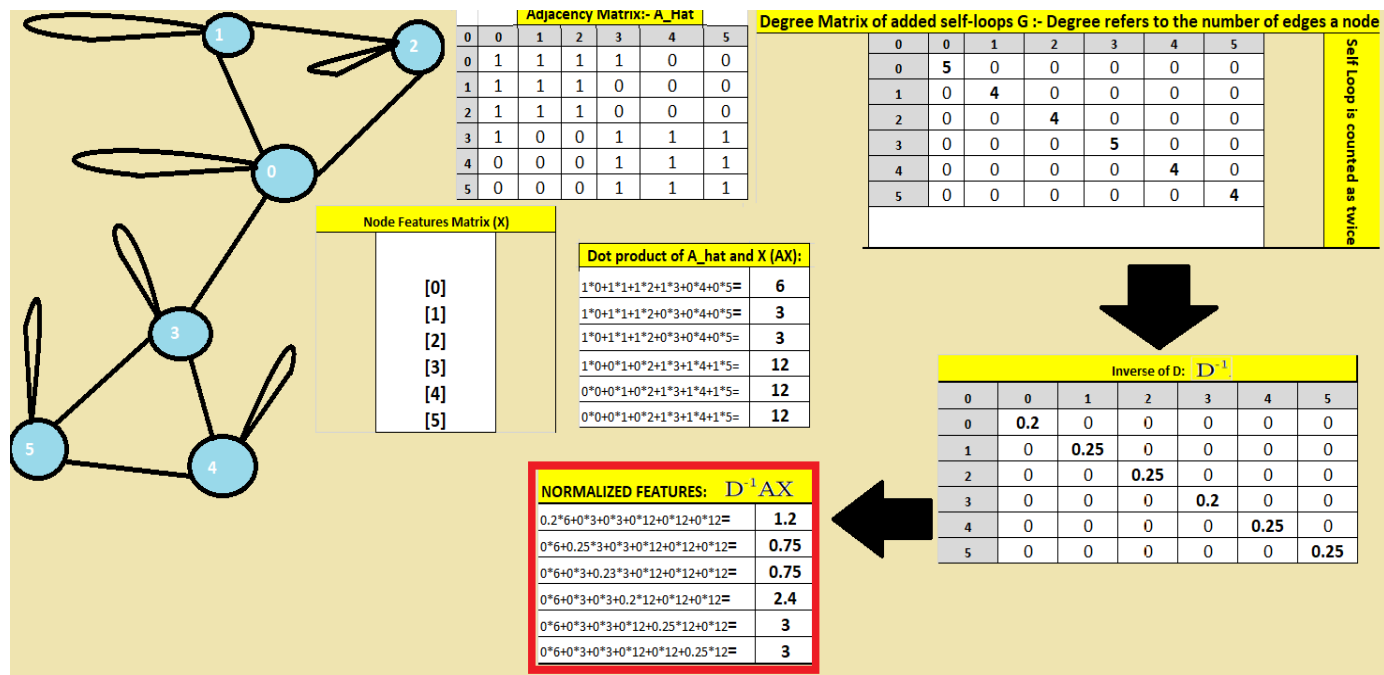 1
2
0
3
5
4
Adjacency Matrix:- A_Hat
0 0 1 2 3 4 5
0 1 1 1 1 0 0
1 1 1 1 0 0 0
2 1 1 1 0 0 0
3 1 0 0 1 1 1
4 0 0 0 1 1 1
5 0 0 0 1 1 1
Degree Matrix of added self-loops G :- Degree refers to the number of edges a node
0 0 1 2 3 4 5
0 5 0 0 0 0 0
1 0 4 0 0 0 0
2 0 0 4 0 0 0
3 0 0 0 5 0 0
4 0 0 0 0 4 0
5 0 0 0 0 0 4
Self Loop is counted as twice
Node Features Matrix (X)
[0]
[1]
[2]
[3]
[4]
[5]
Dot product of A_hat and X (AX):
1*0+1*1+1*2+1*3+0*4+0*5= 6
1*0+1*1+1*2+0*3+0*4+0*5= 3
1*0+1*1+1*2+0*3+0*4+0*5= 3
1*0+0*1+0*2+1*3+1*4+1*5= 12
0*0+0*1+0*2+1*3+1*4+1*5= 12
0*0+0*1+0*2+1*3+1*4+1*5= 12
Inverse of D: D⁻¹.
0 0 1 2 3 4 5
0 0.2 0 0 0 0 0
1 0 0.25 0 0 0 0
2 0 0 0.25 0 0 0
3 0 0 0 0.2 0 0
4 0 0 0 0 0.25 0
5 0 0 0 0 0 0.25
NORMALIZED FEATURES: D⁻¹AX
0.2*6+0*3+0*3+0*12+0*12+0*12= 1.2
0*6+0.25*3+0*3+0*12+0*12+0*12= 0.75
0*6+0*3+0.23*3+0*12+0*12+0*12= 0.75
0*6+0*3+0*3+0.2*12+0*12+0*12= 2.4
0*6+0*3+0*3+0*12+0.25*12+0*12= 3
0*6+0*3+0*3+0*12+0*12+0.25*12= 3